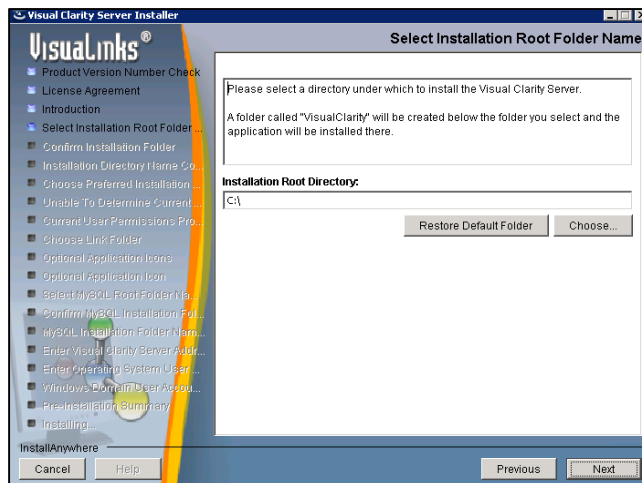 Visual Clarity Server Installer
VisuaLinks®
Select Installation Root Folder Name
Product Version Number Check
License Agreement
Introduction
Select Installation Root Folder ...
Confirm Installation Folder
Installation Directory Name Co...
Choose Preferred Installation ...
Unable To Determine Current ...
Current User Permissions Pro...
Choose Link Folder
Optional Application Icons
Optional Application Icon
Select MySQL Root Folder Na...
Confirm MySQL Installation Fol...
MySQL Installation Folder Nam...
Enter Visual Clarity Server Addr...
Enter Operating System User ...
Windows Domain User Accou...
Pre-Installation Summary
Installing...
Please select a directory under which to install the Visual Clarity Server.
A folder called "VisualClarity" will be created below the folder you select and the
application will be installed there.
Installation Root Directory:
C:\
Restore Default Folder
Choose...
InstallAnywhere
Cancel
Help
Previous
Next